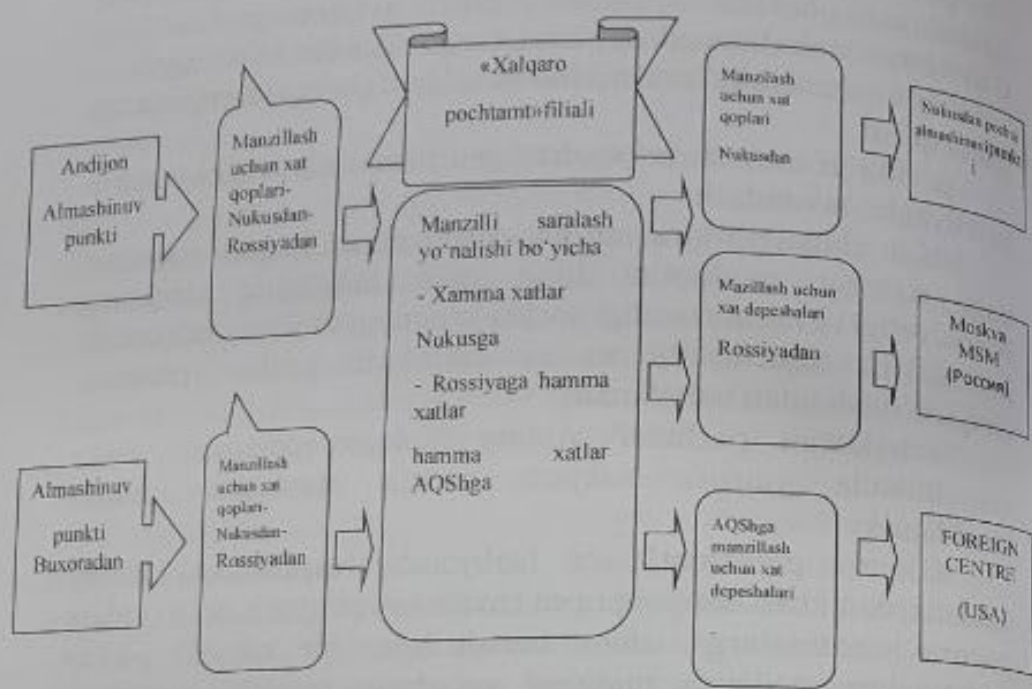 Andijon
Almashinuv
punkti
Manzillash
uchun xat
qoplari-
Nukusdan-
Rossiyadan
«Xalqaro
pochtamt»filiali
Manzilli saralash
yo‘nalishi bo‘yicha
- Xamma xatlar
Nukusga
- Rossiyaga hamma
xatlar
hamma xatlar
AQShga
Manzilash
uchun xat
qoplari
Nukusdan
Nukusdan
Mazillash uchun
xat depeshalari
Rossiyadan
Moskva
MSM
(Россия)
Almashinuv
punkti
Buxoradan
Manzillash
uchun xat
qoplari-
Nukusdan-
Rossiyadan
AQShga
manzillash
uchun xat
depeshalari
FOREIGN
CENTRE
(USA)